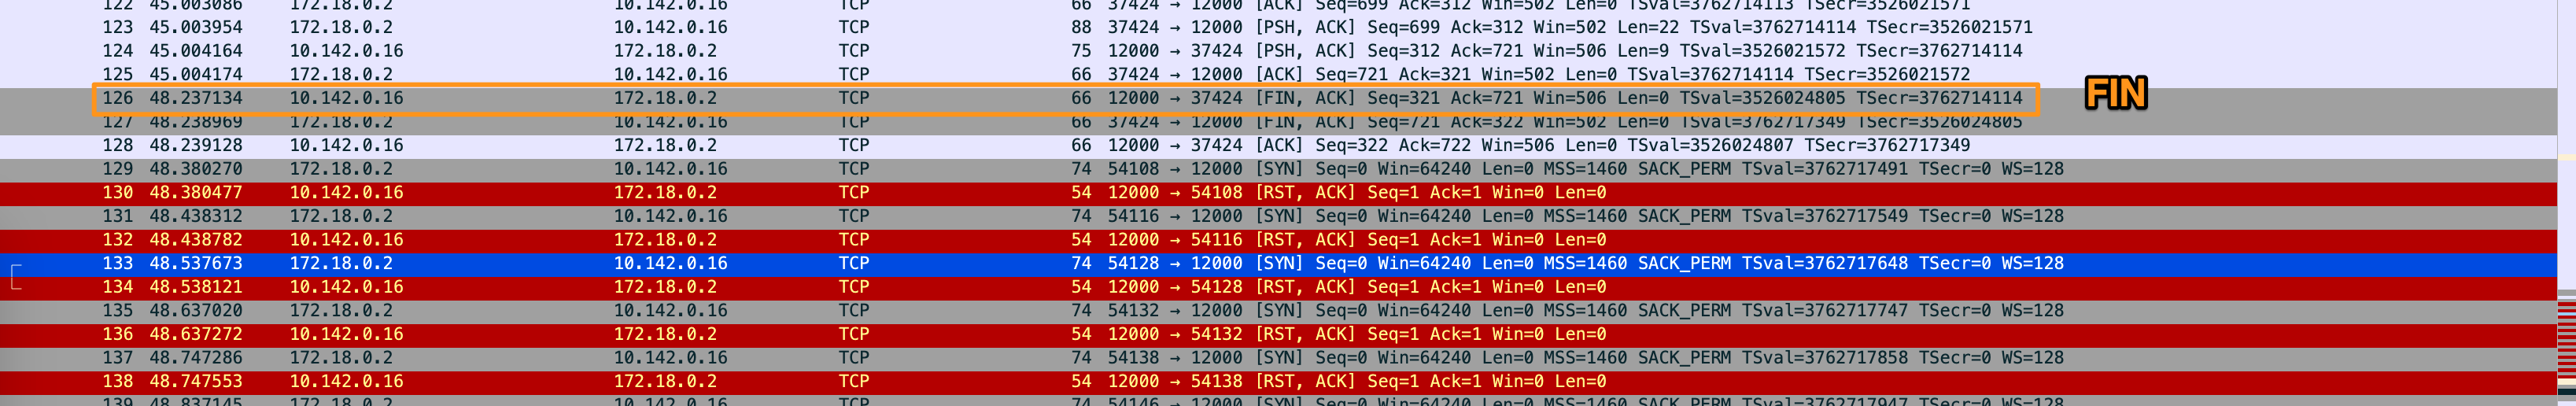 122 45.003086 172.18.0.2 10.142.0.16 TCP 66 37424 → 12000 [ACK] Seq=699 Ack=312 Win=502 Len=0 TSval=3762714113 TSecr=3526021571
123 45.003954 172.18.0.2 10.142.0.16 TCP 88 37424 → 12000 [PSH, ACK] Seq=699 Ack=312 Win=502 Len=22 TSval=3762714114 TSecr=3526021571
124 45.004164 10.142.0.16 172.18.0.2 TCP 75 12000 → 37424 [PSH, ACK] Seq=312 Ack=721 Win=506 Len=9 TSval=3526021572 TSecr=3762714114
125 45.004174 172.18.0.2 10.142.0.16 TCP 66 37424 → 12000 [ACK] Seq=721 Ack=321 Win=502 Len=0 TSval=3762714114 TSecr=3526021572
126 48.237134 10.142.0.16 172.18.0.2 TCP 66 12000 → 37424 [FIN, ACK] Seq=321 Ack=721 Win=506 Len=0 TSval=3526024805 TSecr=3762714114 FIN
127 48.238969 172.18.0.2 10.142.0.16 TCP 66 37424 → 12000 [FIN, ACK] Seq=721 Ack=322 Win=502 Len=0 TSval=3762717349 TSecr=3526024805
128 48.239128 10.142.0.16 172.18.0.2 TCP 66 12000 → 37424 [ACK] Seq=322 Ack=722 Win=506 Len=0 TSval=3526024807 TSecr=3762717349
129 48.380270 172.18.0.2 10.142.0.16 TCP 74 54108 → 12000 [SYN] Seq=0 Win=64240 Len=0 MSS=1460 SACK_PERM TSval=3762717491 TSecr=0 WS=128
130 48.380477 10.142.0.16 172.18.0.2 TCP 54 12000 → 54108 [RST, ACK] Seq=1 Ack=1 Win=0 Len=0
131 48.438312 172.18.0.2 10.142.0.16 TCP 74 54116 → 12000 [SYN] Seq=0 Win=64240 Len=0 MSS=1460 SACK_PERM TSval=3762717549 TSecr=0 WS=128
132 48.438782 10.142.0.16 172.18.0.2 TCP 54 12000 → 54116 [RST, ACK] Seq=1 Ack=1 Win=0 Len=0
133 48.537673 172.18.0.2 10.142.0.16 TCP 74 54128 → 12000 [SYN] Seq=0 Win=64240 Len=0 MSS=1460 SACK_PERM TSval=3762717648 TSecr=0 WS=128
134 48.538121 10.142.0.16 172.18.0.2 TCP 54 12000 → 54128 [RST, ACK] Seq=1 Ack=1 Win=0 Len=0
135 48.637020 172.18.0.2 10.142.0.16 TCP 74 54132 → 12000 [SYN] Seq=0 Win=64240 Len=0 MSS=1460 SACK_PERM TSval=3762717747 TSecr=0 WS=128
136 48.637272 10.142.0.16 172.18.0.2 TCP 54 12000 → 54132 [RST, ACK] Seq=1 Ack=1 Win=0 Len=0
137 48.747286 172.18.0.2 10.142.0.16 TCP 74 54138 → 12000 [SYN] Seq=0 Win=64240 Len=0 MSS=1460 SACK_PERM TSval=3762717858 TSecr=0 WS=128
138 48.747553 10.142.0.16 172.18.0.2 TCP 54 12000 → 54138 [RST, ACK] Seq=1 Ack=1 Win=0 Len=0
139 48.837145 172.18.0.2 10.142.0.16 TCP 74 54146 → 12000 [SYN] Seq=0 Win=64240 Len=0 MSS=1460 SACK_PERM TSval=3762717947 TSecr=0 WS=128